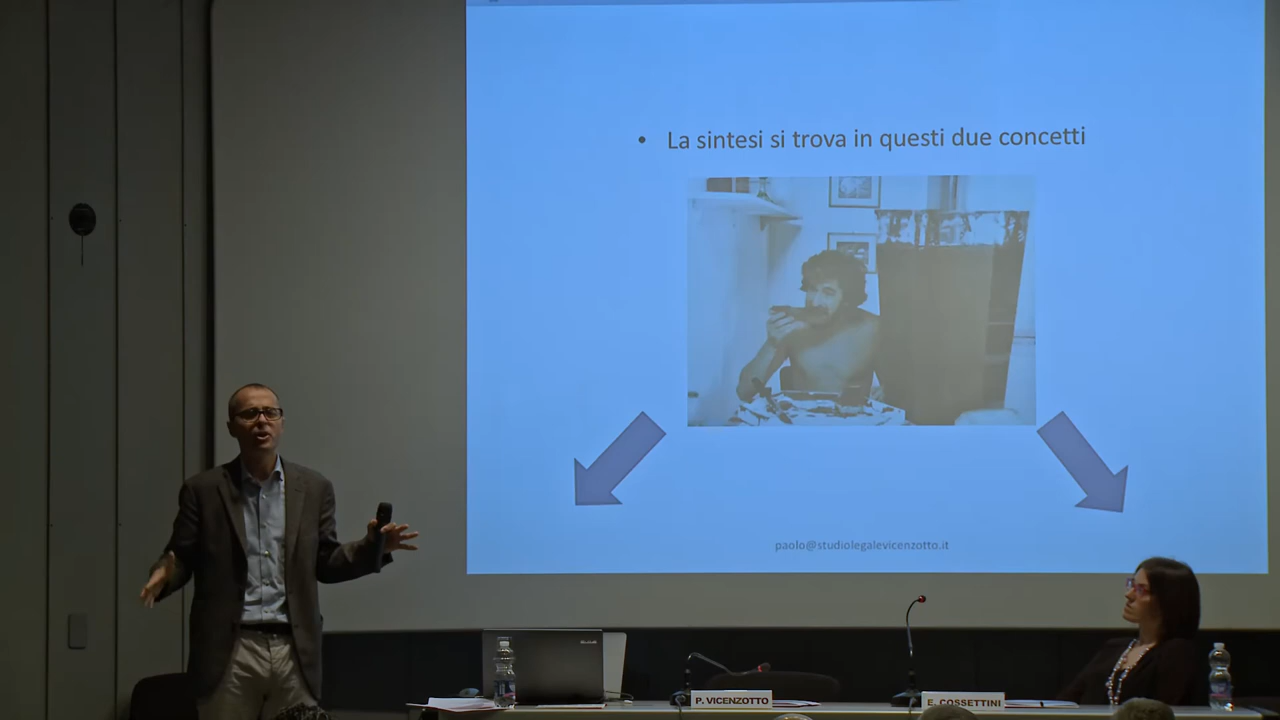 • La sintesi si trova in questi due concetti
paolo@studiolegalevicenzotto.it
P. VICENZOTTO
E. COSSETTINI